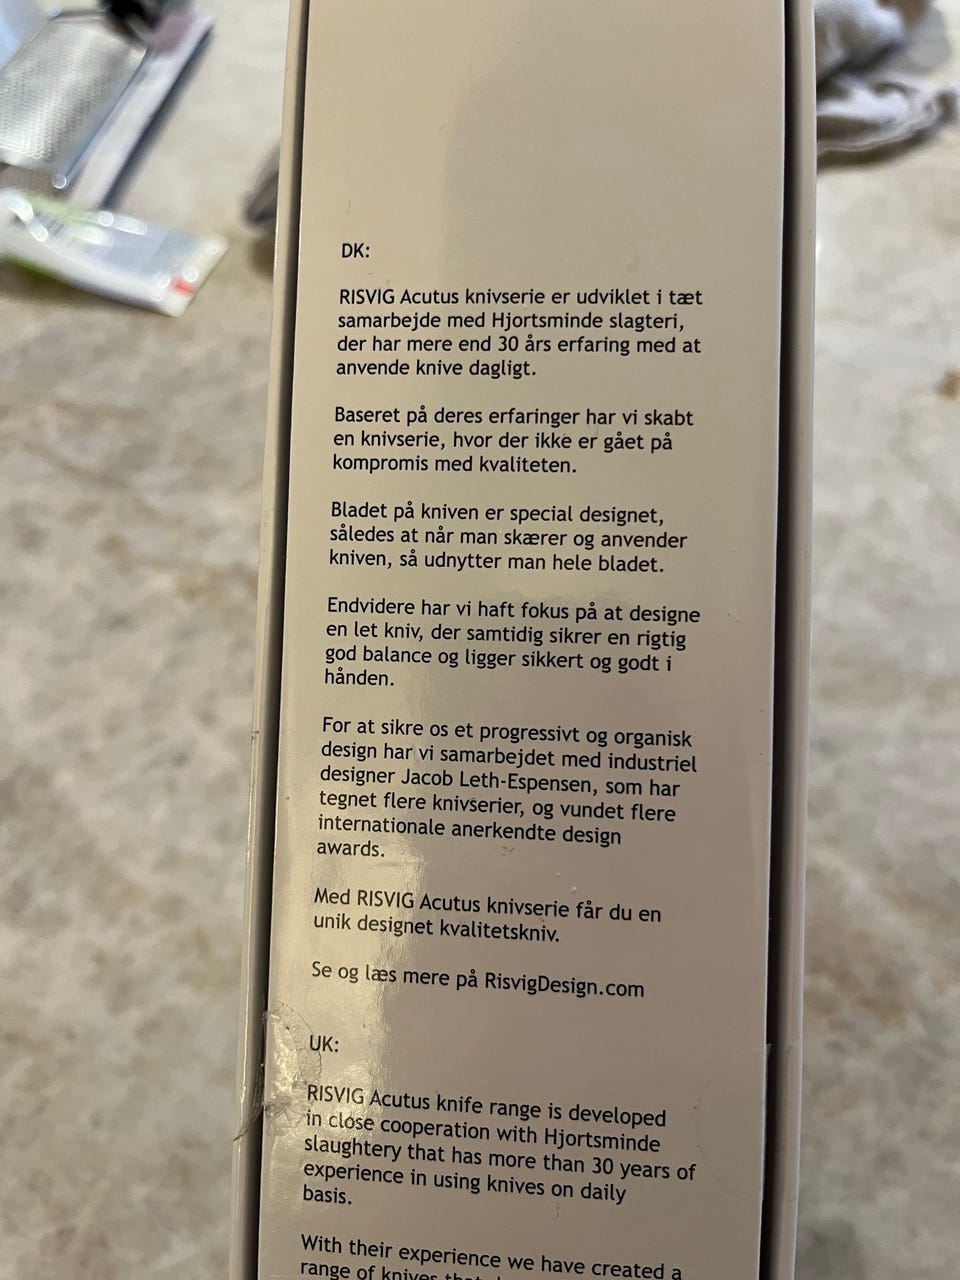 DK:
RISVIG Acutus knivserie er udviklet i tæt
samarbejde med Hjortsminde slagteri,
der har mere end 30 års erfaring med at
anvende knive dagligt.
Baseret på deres erfaringer har vi skabt
en knivserie, hvor der ikke er gået på
kompromis med kvaliteten.
Bladet på kniven er special designet,
således at når man skærer og anvender
kniven, så udnytter man hele bladet.
Endvidere har vi haft fokus på at designe
en let kniv, der samtidig sikrer en rigtig
god balance og ligger sikkert og godt i
hånden.
For at sikre os et progressivt og organisk
design har vi samarbejdet med industriel
designer Jacob Leth-Espensen, som har
tegnet flere knivserier, og vundet flere
internationale anerkendte design
awards.
Med RISVIG Acutus knivserie får du en
unik designet kvalitetskniv.
Se og læs mere på RisvigDesign.com
UK:
RISVIG Acutus knife range is developed
in close cooperation with Hjortsminde
slaughtery that has more than 30 years of
experience in using knives on daily
basis.
With their experience we have created a
range of knives that